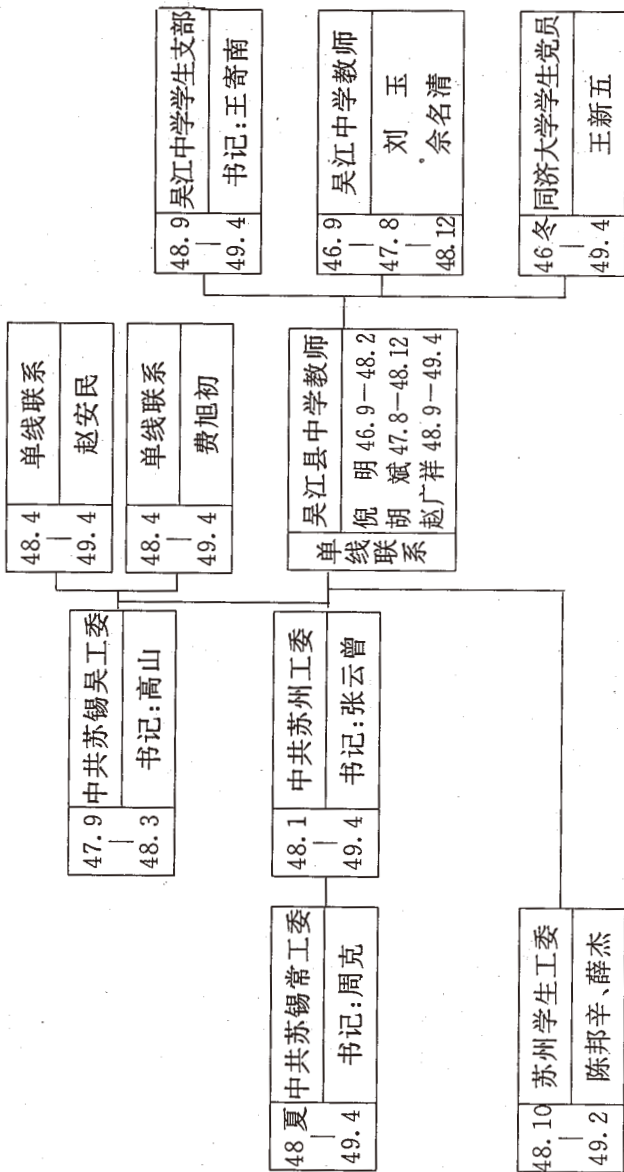 48夏
|
49.4
中共苏锡常工委
书记:周克
48.10
|
49.2
苏州学生工委
陈邦辛、薛杰
47.9
|
48.3
中共苏锡吴工委
书记:高山
48.1
|
49.4
中共苏州工委
书记:张云曾
48.4
|
49.4
单线联系
赵安民
48.4
|
49.4
单线联系
费旭初
单线联系
吴江县中学教师
倪 明 46.9—48.2
胡 斌 47.8—48.12
赵广祥 48.9—49.4
48.9
|
49.4
吴江中学学生支部
书记:王寄南
46.9
|
47.8
|
48.12
吴江中学教师
刘 玉
佘名清
46冬
|
49.4
同济大学学生党员
王新五